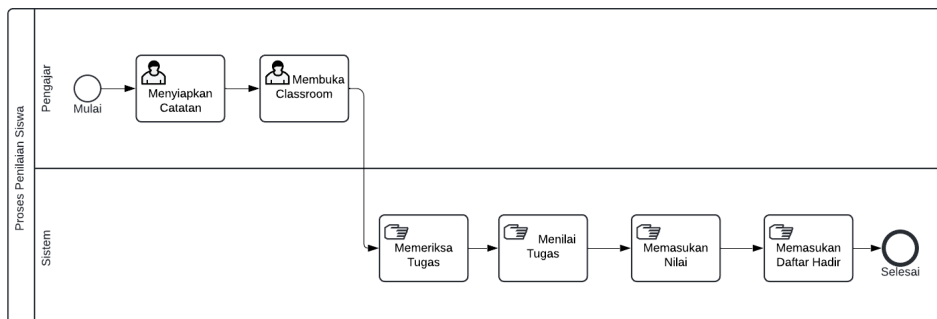 Proses Penilaian Siswa
Pengajar
Mulai
Menyiapkan
Catatan
Membuka
Classroom
Sistem
Memeriksa
Tugas
Menilai
Tugas
Memasukan
Nilai
Memasukan
Daftar Hadir
Selesai